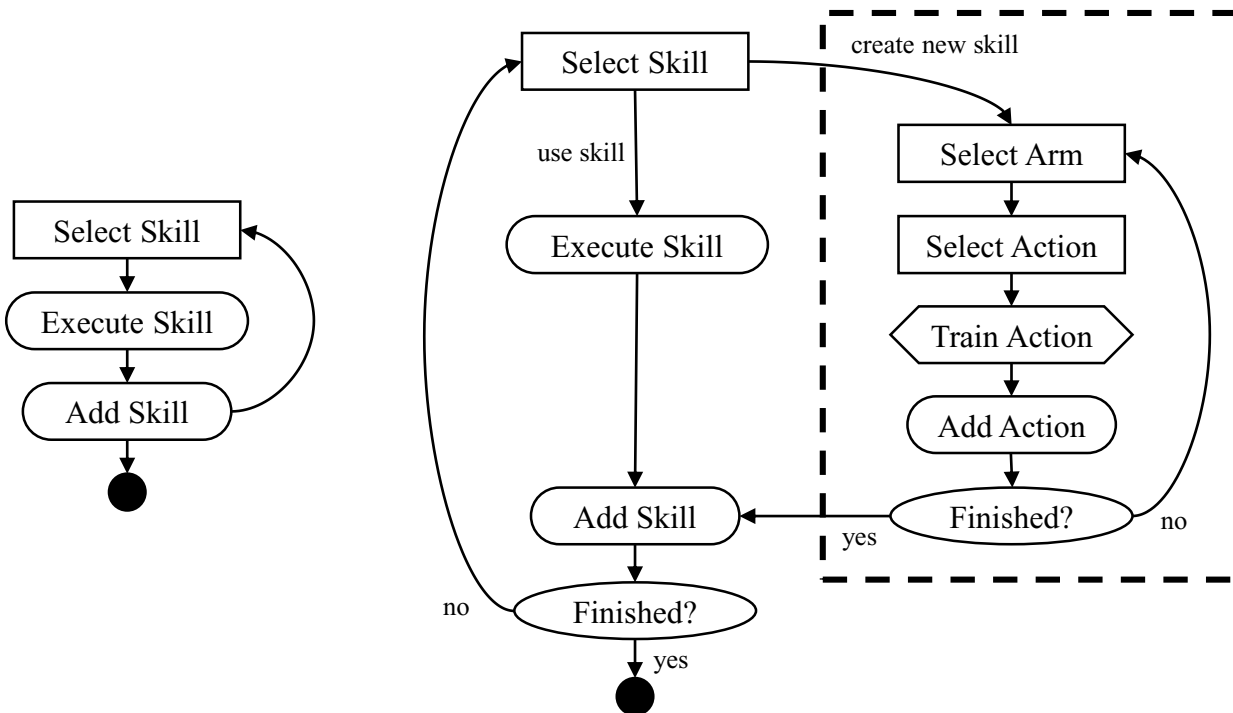 Select Skill
Execute Skill
Add Skill
Select Skill
use skill
Execute Skill
Add Skill
Finished?
no
yes
create new skill
Select Arm
Select Action
Train Action
Add Action
Finished?
yes
no